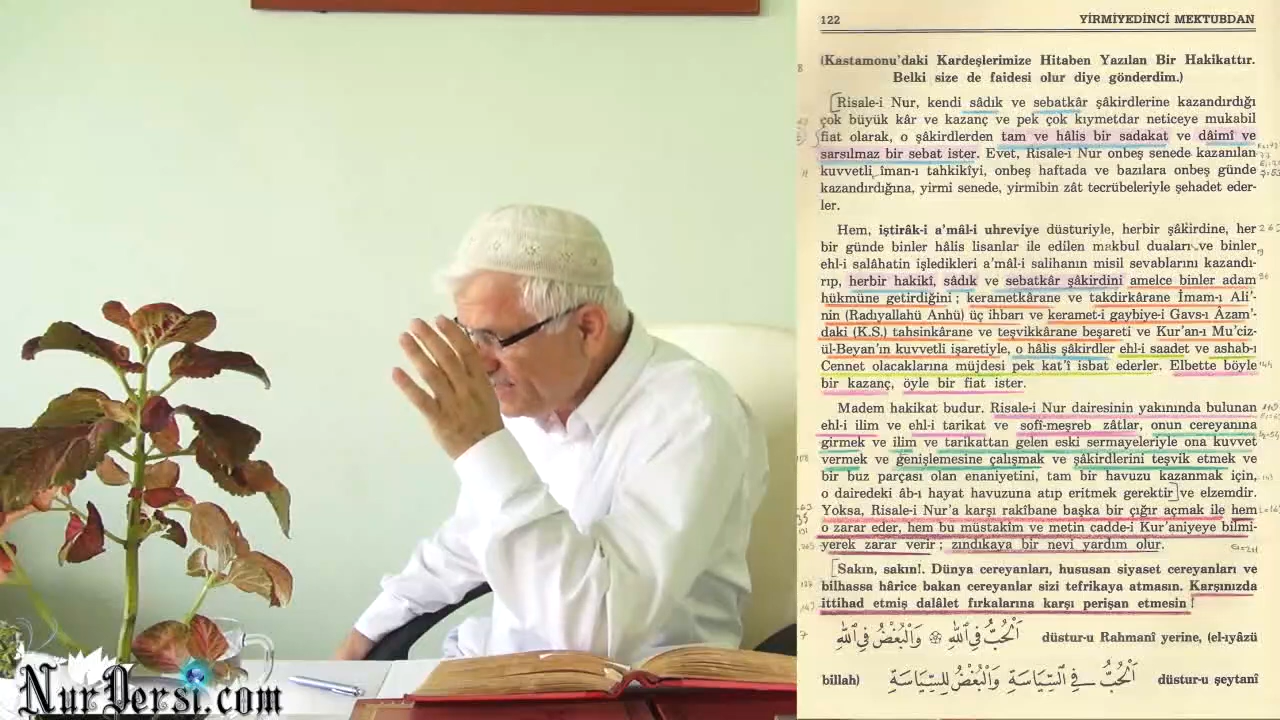 122 YİRMİYEDİNCİ MEKTUBDAN
(Kastamonu'daki Kardeşlerimize Hitaben Yazılan Bir Hakikattır.
Belki size de faidesi olur diye gönderdim.)
Risale-i Nur, kendi sâdık ve sebatkâr şâkirdlerine kazandırdığı
çok büyük kâr ve kazanç ve pek çok kıymetdar neticeye mukabil
fiat olarak, o şâkirdlerden tam ve hâlis bir sadakat ve dâimî ve
sarsılmaz bir sebat ister. Evet, Risale-i Nur onbeş senede kazanılan
kuvvetli iman-ı tahkikîyi, onbeş haftada ve bazılara onbeş günde
kazandırdığına, yirmi senede, yirmibin zât tecrübeleriyle şehadet eder-
ler.
Hem, iştirâk-i a'mâl-i uhreviye düsturiyle, herbir şâkirdine, her
bir günde binler hâlis lisanlar ile edilen makbul duaları ve binler
ehl-i salâhatin işledikleri a'mâl-i salihanın misil sevablarını kazandı-
rıp, herbir hakikî, sâdık ve sebatkâr şâkirdini amelce binler adam
hükmüne getirdiğini; kerametkârane ve takdirkârane İmam-ı Ali'-
nin (Radıyallahü Anhü) üç ihbarı ve keramet-i gaybiye-i Gavs-ı Âzam'-
daki (K.S.) tahsinkârane ve teşvikkârane beşareti ve Kur'an-ı Mu'ciz-
ül-Beyan'ın kuvvetli işaretiyle, o hâlis şâkirdler ehl-i saadet ve ashab-ı
Cennet olacaklarına müjdesi pek kat'î isbat ederler. Elbette böyle
bir kazanç, öyle bir fiat ister.
Madem hakikat budur. Risale-i Nur dairesinin yakınında bulunan
ehl-i ilim ve ehl-i tarikat ve sofî-meşreb zâtlar, onun cereyanına
girmek ve ilim ve tarikattan gelen eski sermayeleriyle ona kuvvet
vermek ve genişlemesine çalışmak ve şâkirdlerini teşvik etmek ve
bir buz parçası olan enaniyetini, tam bir havuzu kazanmak için,
o dairedeki âb-ı hayat havuzuna atıp eritmek gerektir ve elzemdir.
Yoksa, Risale-i Nur'a karşı rakîbane başka bir çığır açmak ile hem
o zarar eder, hem bu müstakîm ve metin cadde-i Kur'aniyeye bilmi-
yerek zarar verir; zındıkaya bir nevi yardım olur.
Sakın, sakın!. Dünya cereyanları, hususan siyaset cereyanları ve
bilhassa hârice bakan cereyanlar sizi tefrikaya atmasın. Karşınızda
ittihad etmiş dalâlet fırkalarına karşı perişan etmesin!
اَلْحُبُّ فِى اللّٰهِ وَالْبُغْضُ فِى اللّٰهِ düstur-u Rahmanî yerine, (el-ıyâzü
billah) اَلْحُبُّ فِى السِّيَاسَةِ وَالْبُغْضُ لِلسِّيَاسَةِ düstur-u şeytanî
NurDersi.com